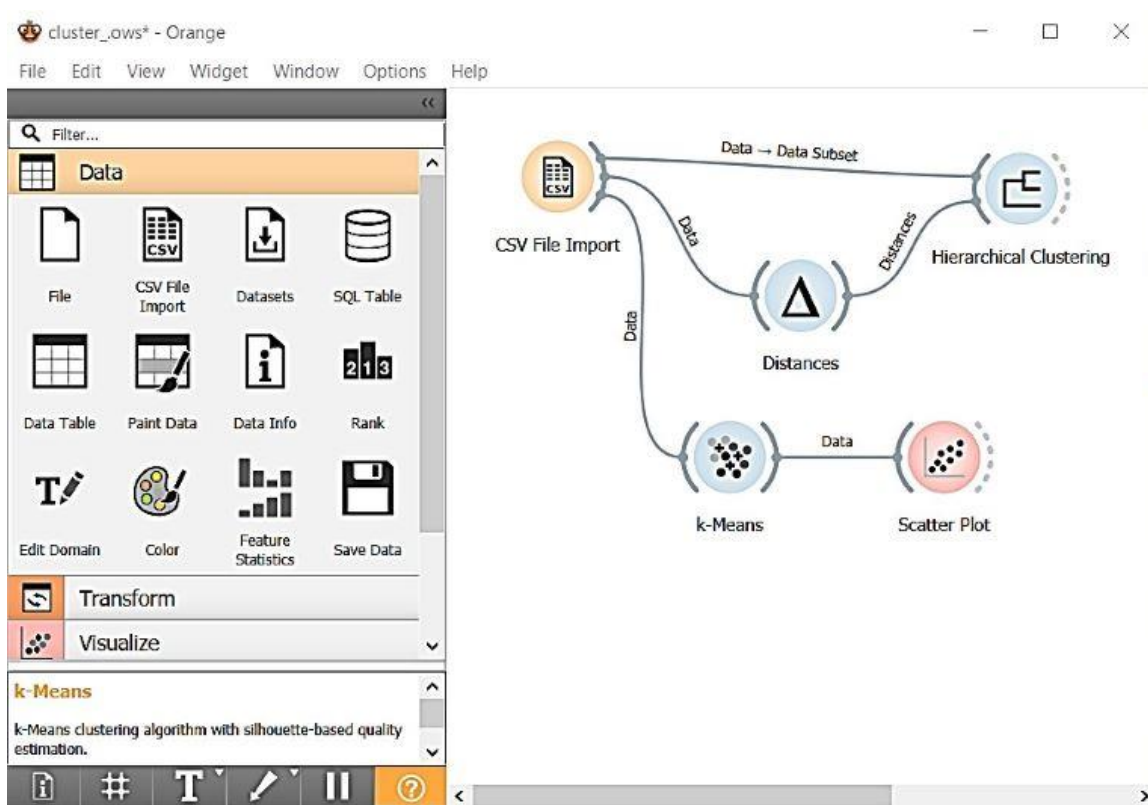 cluster_.ows* - Orange
File Edit View Widget Window Options Help
Filter...
Data
File
CSV File
Import
Datasets
SQL Table
Data Table
Paint Data
Data Info
Rank
Edit Domain
Color
Feature
Statistics
Save Data
Transform
Visualize
k-Means
k-Means clustering algorithm with silhouette-based quality
estimation.
CSV
CSV File Import
Data → Data Subset
Hierarchical Clustering
Data
Distances
Distances
Data
k-Means
Data
Scatter Plot